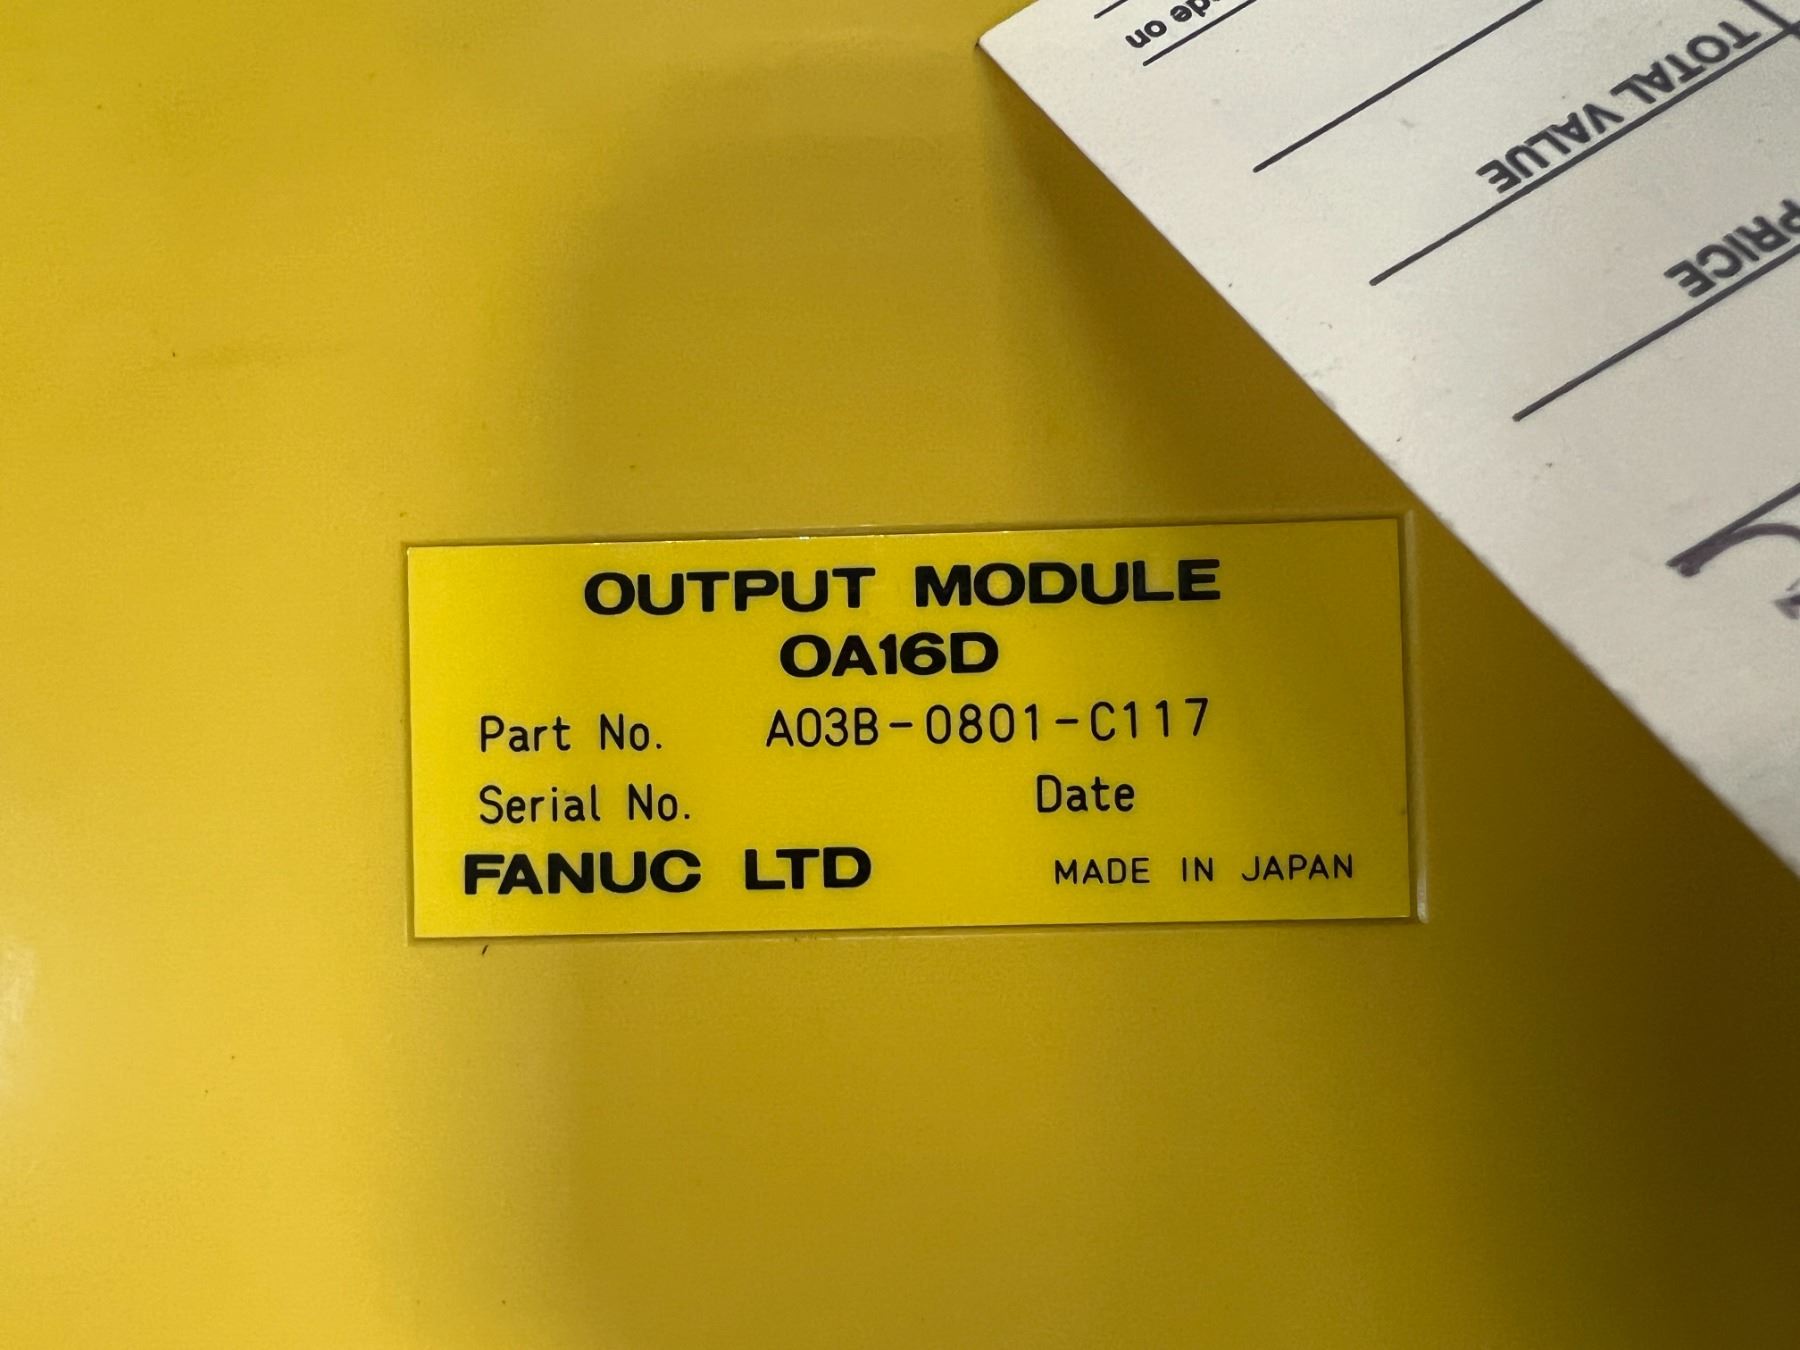 OUTPUT MODULE
OA16D
Part No. A03B-0801-C117
Serial No. Date
FANUC LTD MADE IN JAPAN
PRICE
TOTAL VALUE
on